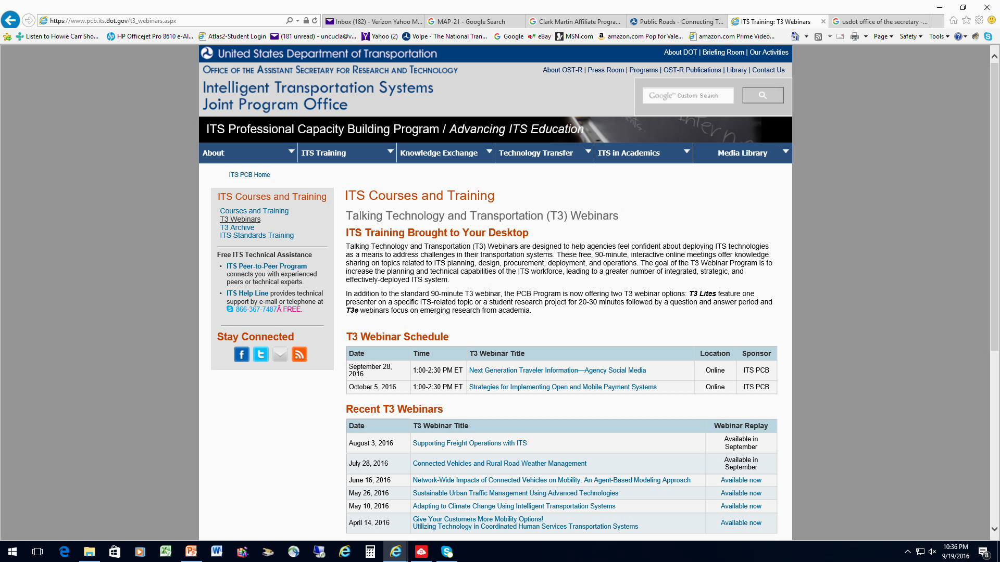 https://www.pcb.its.dot.gov/t3_webinars.aspx
Inbox (182) - Verizon Yahoo M...
MAP-21 - Google Search
Clark Martin Affiliate Progra...
Public Roads - Connecting T...
ITS Training: T3 Webinars
usdot office of the secretary -...
Listen to Howie Carr Sho...
HP Officejet Pro 8610 e-Al...
Atlas2-Student Login
(181 unread) - uncucla@v...
Yahoo (2)
Volpe - The National Tran...
Google
eBay
MSN.com
amazon.com Pop for Vale...
amazon.com Prime Video...
Page
Safety
Tools
United States Department of Transportation
About DOT | Briefing Room | Our Activities
OFFICE OF THE ASSISTANT SECRETARY FOR RESEARCH AND TECHNOLOGY
About OST-R | Press Room | Programs | OST-R Publications | Library | Contact Us
Intelligent Transportation Systems
Joint Program Office
Google™ Custom Search
ITS Professional Capacity Building Program / Advancing ITS Education
About
ITS Training
Knowledge Exchange
Technology Transfer
ITS in Academics
Media Library
ITS PCB Home
ITS Courses and Training
Courses and Training
T3 Webinars
T3 Archive
ITS Standards Training
Free ITS Technical Assistance
• ITS Peer-to-Peer Program
connects you with experienced
peers or technical experts.
• ITS Help Line provides technical
support by e-mail or telephone at
866-367-7487Â FREE.
Stay Connected
ITS Courses and Training
Talking Technology and Transportation (T3) Webinars
ITS Training Brought to Your Desktop
Talking Technology and Transportation (T3) Webinars are designed to help agencies feel confident about deploying ITS technologies
as a means to address challenges in their transportation systems. These free, 90-minute, interactive online meetings offer knowledge
sharing on topics related to ITS planning, design, procurement, deployment, and operations. The goal of the T3 Webinar Program is to
increase the planning and technical capabilities of the ITS workforce, leading to a greater number of integrated, strategic, and
effectively-deployed ITS system.
In addition to the standard 90-minute T3 webinar, the PCB Program is now offering two T3 webinar options: T3 Lites feature one
presenter on a specific ITS-related topic or a student research project for 20-30 minutes followed by a question and answer period and
T3e webinars focus on emerging research from academia.
T3 Webinar Schedule
Date Time T3 Webinar Title Location Sponsor
September 28,
2016 1:00-2:30 PM ET Next Generation Traveler Information—Agency Social Media Online ITS PCB
October 5, 2016 1:00-2:30 PM ET Strategies for Implementing Open and Mobile Payment Systems Online ITS PCB
Recent T3 Webinars
Date T3 Webinar Title Webinar Replay
August 3, 2016 Supporting Freight Operations with ITS Available in
September
July 28, 2016 Connected Vehicles and Rural Road Weather Management Available in
September
June 16, 2016 Network-Wide Impacts of Connected Vehicles on Mobility: An Agent-Based Modeling Approach Available now
May 26, 2016 Sustainable Urban Traffic Management Using Advanced Technologies Available now
May 10, 2016 Adapting to Climate Change Using Intelligent Transportation Systems Available now
April 14, 2016 Give Your Customers More Mobility Options!
Utilizing Technology in Coordinated Human Services Transportation Systems Available now
10:36 PM
9/19/2016
8